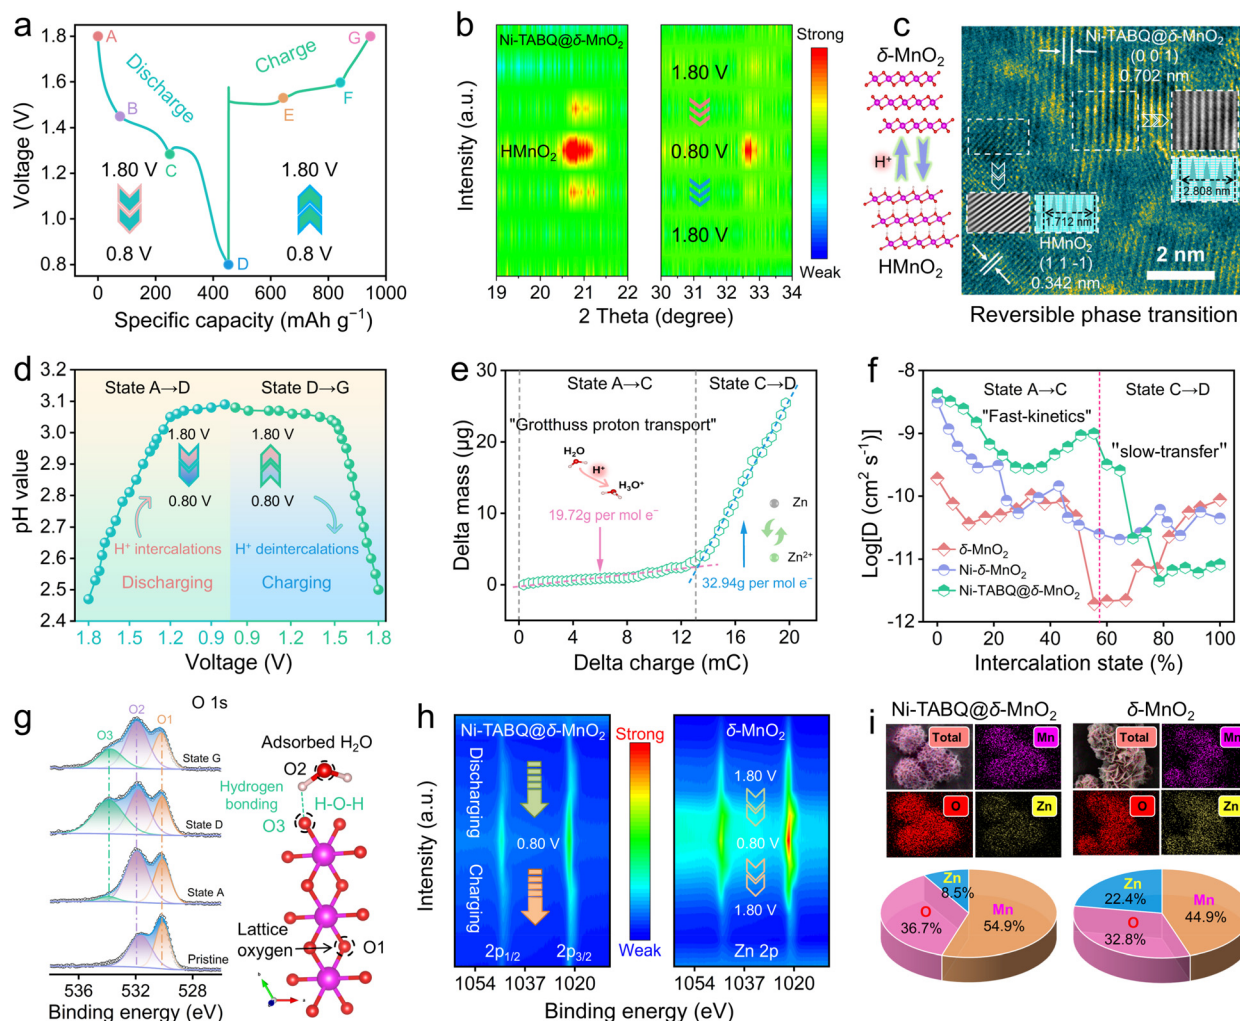 a
Voltage (V)
1.8
1.6
1.4
1.2
1.0
0.8
A
B
C
D
E
F
G
Discharge
Charge
1.80 V
0.8 V
1.80 V
0.8 V
0
200
400
600
800
1000
Specific capacity (mAh g⁻¹)
b
Intensity (a.u.)
Ni-TABQ@δ-MnO₂
HMnO₂
1.80 V
0.80 V
1.80 V
19
20
21
22
30
31
32
33
34
2 Theta (degree)
Strong
Weak
c
δ-MnO₂
H⁺
HMnO₂
Ni-TABQ@δ-MnO₂
(0 0 1)
0.702 nm
2.808 nm
1.712 nm
HMnO₂
(1 1 -1)
0.342 nm
2 nm
Reversible phase transition
d
pH value
3.2
3.1
3.0
2.9
2.8
2.7
2.6
2.5
2.4
State A→D
State D→G
1.80 V
0.80 V
1.80 V
0.80 V
H⁺ intercalations
H⁺ deintercalations
Discharging
Charging
1.8
1.5
1.2
0.9
0.9
1.2
1.5
1.8
Voltage (V)
e
Delta mass (μg)
30
20
10
0
State A→C
State C→D
"Grotthuss proton transport"
H₂O
H⁺
H₃O⁺
19.72g per mol e⁻
Zn
Zn²⁺
32.94g per mol e⁻
0
4
8
12
16
20
Delta charge (mC)
f
Log[D (cm² s⁻¹)]
-8
-9
-10
-11
-12
State A→C
State C→D
"Fast-kinetics"
"slow-transfer"
δ-MnO₂
Ni-δ-MnO₂
Ni-TABQ@δ-MnO₂
0
20
40
60
80
100
Intercalation state (%)
g
O 1s
O3
O2
O1
State G
State D
State A
Pristine
536
532
528
Binding energy (eV)
Adsorbed H₂O
O2
Hydrogen
bonding
H-O-H
O3
Lattice
oxygen
O1
h
Intensity (a.u.)
Ni-TABQ@δ-MnO₂
Discharging
0.80 V
Charging
2p₁/₂
2p₃/₂
Strong
Weak
δ-MnO₂
1.80 V
0.80 V
1.80 V
Zn 2p
1054
1037
1020
1054
1037
1020
Binding energy (eV)
i
Ni-TABQ@δ-MnO₂
δ-MnO₂
Total
Mn
O
Zn
Total
Mn
O
Zn
Zn
8.5%
O
36.7%
Mn
54.9%
Zn
22.4%
O
32.8%
Mn
44.9%